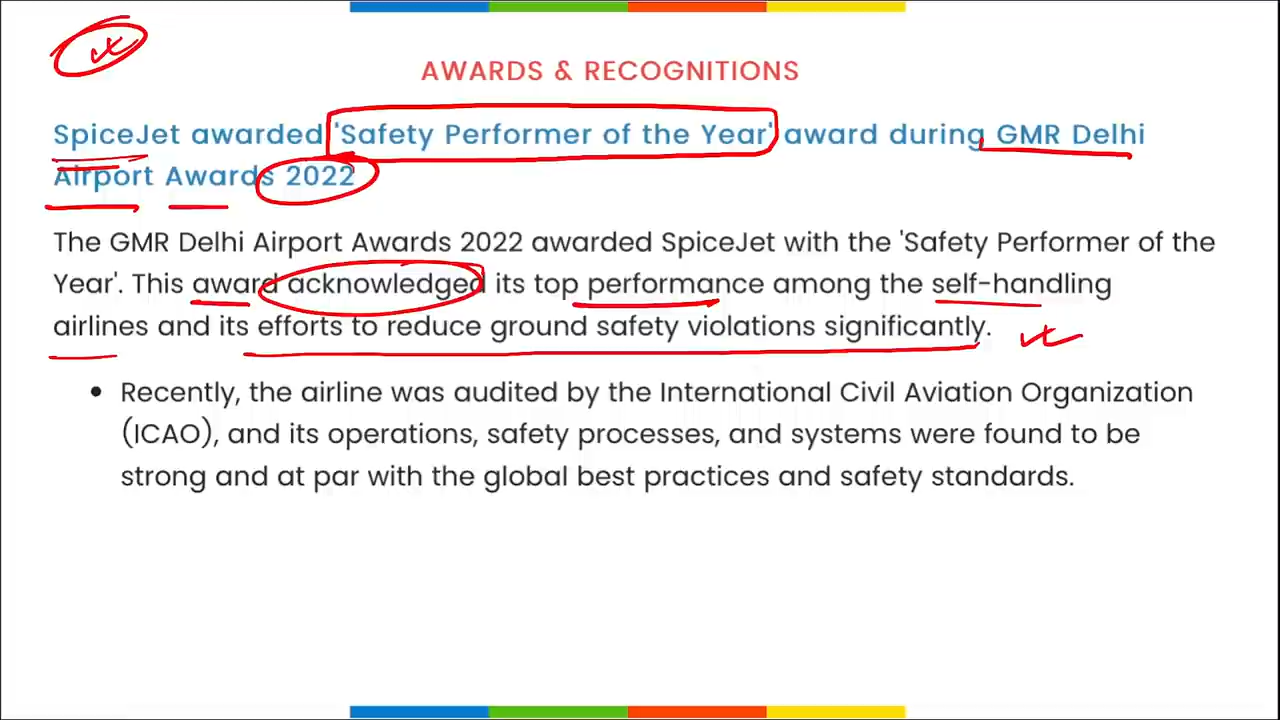 AWARDS & RECOGNITIONS
SpiceJet awarded 'Safety Performer of the Year' award during GMR Delhi
Airport Awards 2022
The GMR Delhi Airport Awards 2022 awarded SpiceJet with the 'Safety Performer of the
Year'. This award acknowledged its top performance among the self-handling
airlines and its efforts to reduce ground safety violations significantly.
• Recently, the airline was audited by the International Civil Aviation Organization
(ICAO), and its operations, safety processes, and systems were found to be
strong and at par with the global best practices and safety standards.